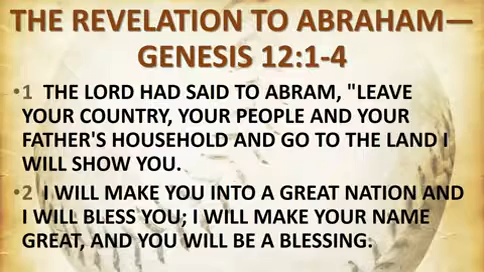 THE REVELATION TO ABRAHAM—
GENESIS 12:1-4
•1 THE LORD HAD SAID TO ABRAM, "LEAVE
YOUR COUNTRY, YOUR PEOPLE AND YOUR
FATHER'S HOUSEHOLD AND GO TO THE LAND I
WILL SHOW YOU.
•2 I WILL MAKE YOU INTO A GREAT NATION AND
I WILL BLESS YOU; I WILL MAKE YOUR NAME
GREAT, AND YOU WILL BE A BLESSING.